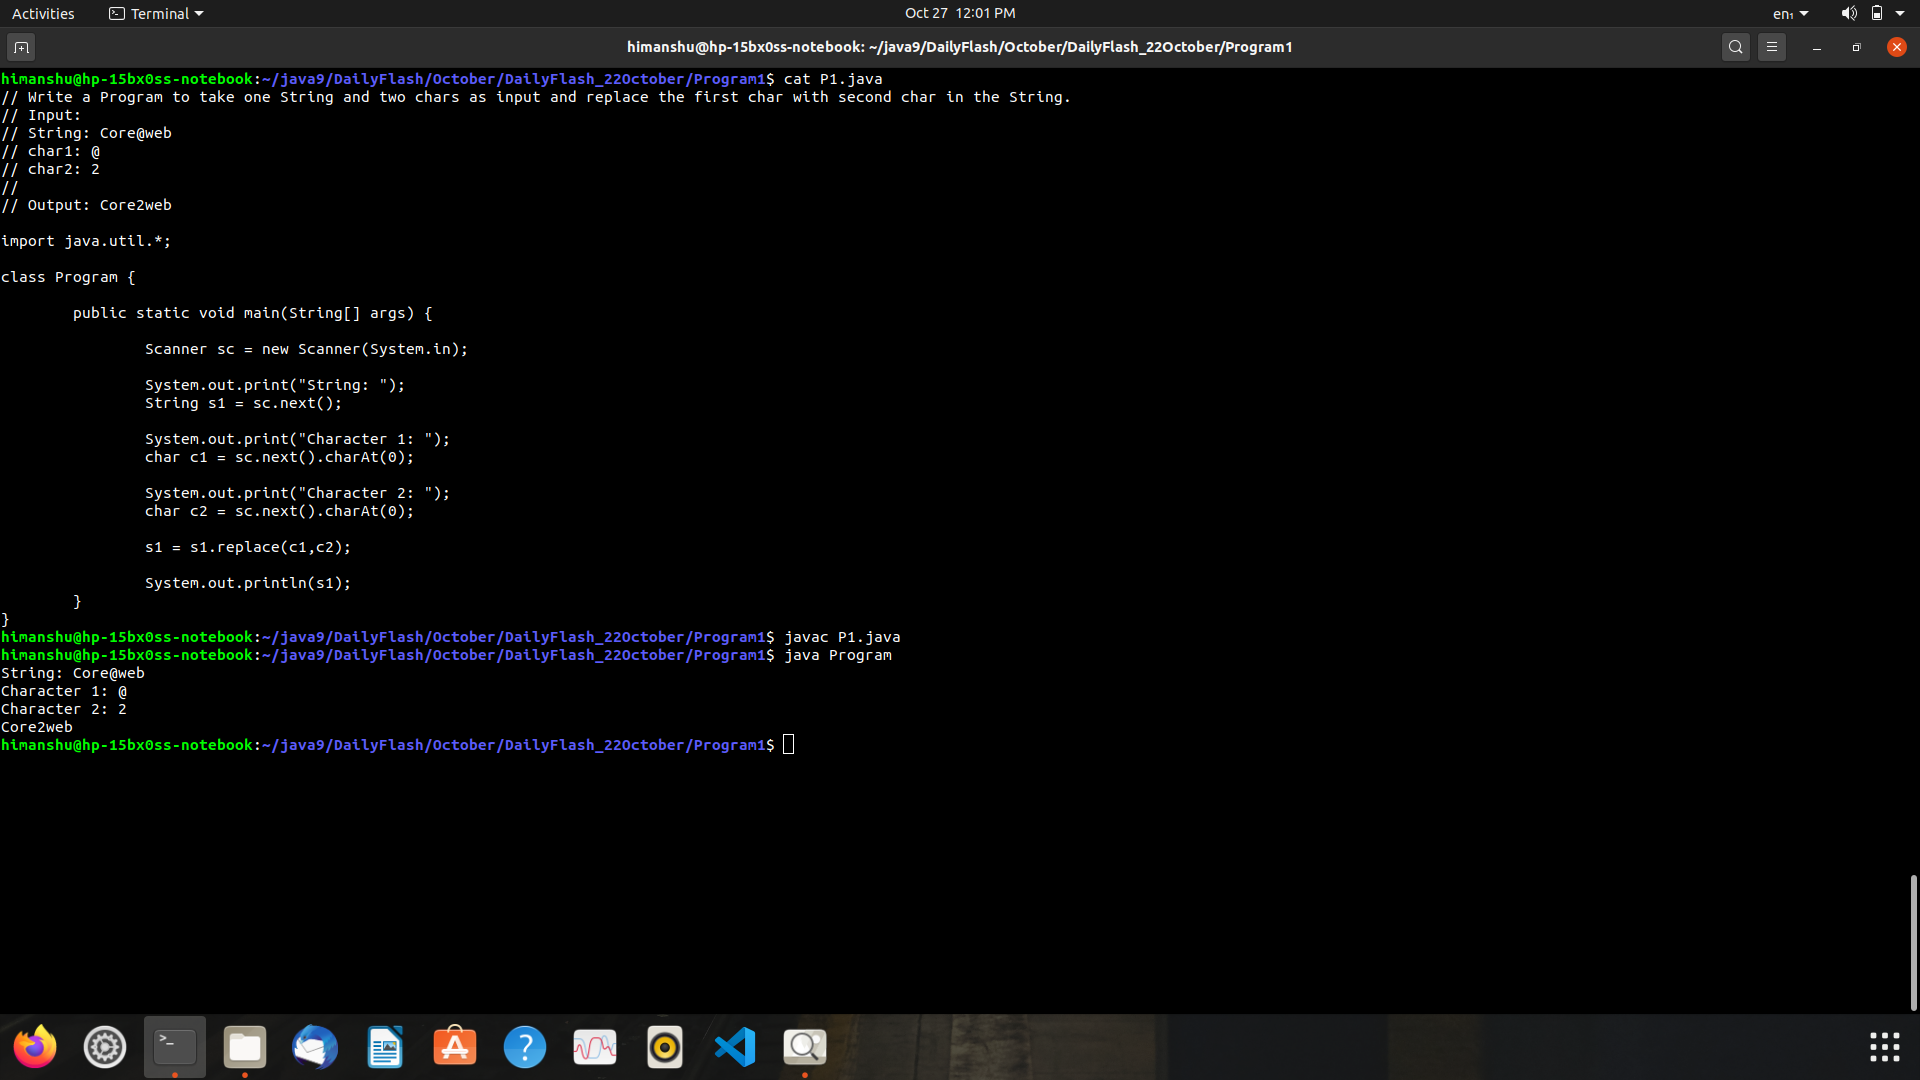 Activities Terminal Oct 27 12:01 PM en₁
himanshu@hp-15bx0ss-notebook: ~/java9/DailyFlash/October/DailyFlash_22October/Program1
himanshu@hp-15bx0ss-notebook:~/java9/DailyFlash/October/DailyFlash_22October/Program1$ cat P1.java
// Write a Program to take one String and two chars as input and replace the first char with second char in the String.
// Input:
// String: Core@web
// char1: @
// char2: 2
//
// Output: Core2web
import java.util.*;
class Program {
        public static void main(String[] args) {
                Scanner sc = new Scanner(System.in);
                System.out.print("String: ");
                String s1 = sc.next();
                System.out.print("Character 1: ");
                char c1 = sc.next().charAt(0);
                System.out.print("Character 2: ");
                char c2 = sc.next().charAt(0);
                s1 = s1.replace(c1,c2);
                System.out.println(s1);
        }
}
himanshu@hp-15bx0ss-notebook:~/java9/DailyFlash/October/DailyFlash_22October/Program1$ javac P1.java
himanshu@hp-15bx0ss-notebook:~/java9/DailyFlash/October/DailyFlash_22October/Program1$ java Program
String: Core@web
Character 1: @
Character 2: 2
Core2web
himanshu@hp-15bx0ss-notebook:~/java9/DailyFlash/October/DailyFlash_22October/Program1$